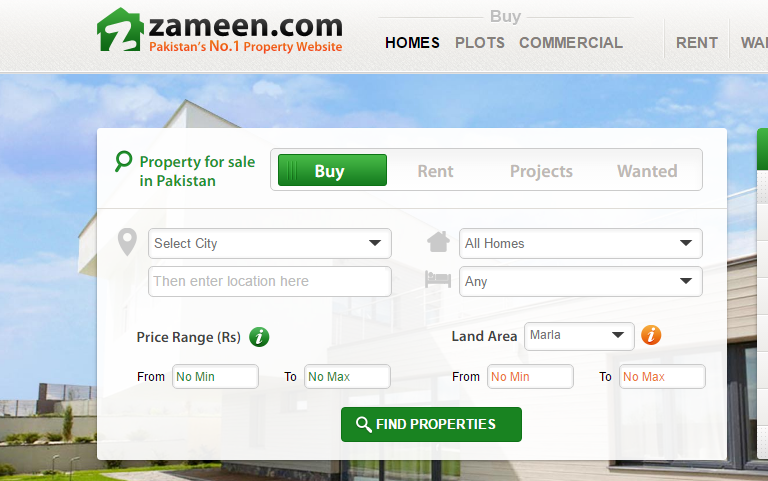 zameen.com
Pakistan's No.1 Property Website
Buy
HOMES PLOTS COMMERCIAL RENT
Property for sale
in Pakistan
Buy Rent Projects Wanted
Select City All Homes
Then enter location here Any
Price Range (Rs) Land Area Marla
From No Min To No Max From No Min To No Max
FIND PROPERTIES